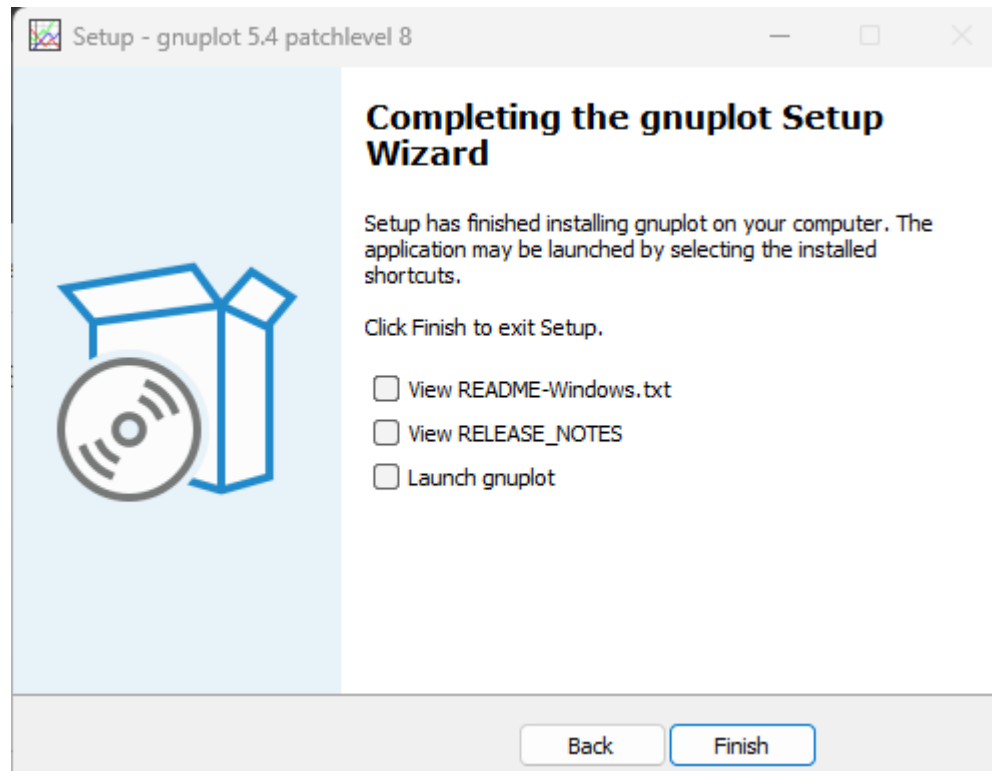 Setup - gnuplot 5.4 patchlevel 8
Completing the gnuplot Setup
Wizard
Setup has finished installing gnuplot on your computer. The
application may be launched by selecting the installed
shortcuts.
Click Finish to exit Setup.
View README-Windows.txt
View RELEASE_NOTES
Launch gnuplot
Back
Finish